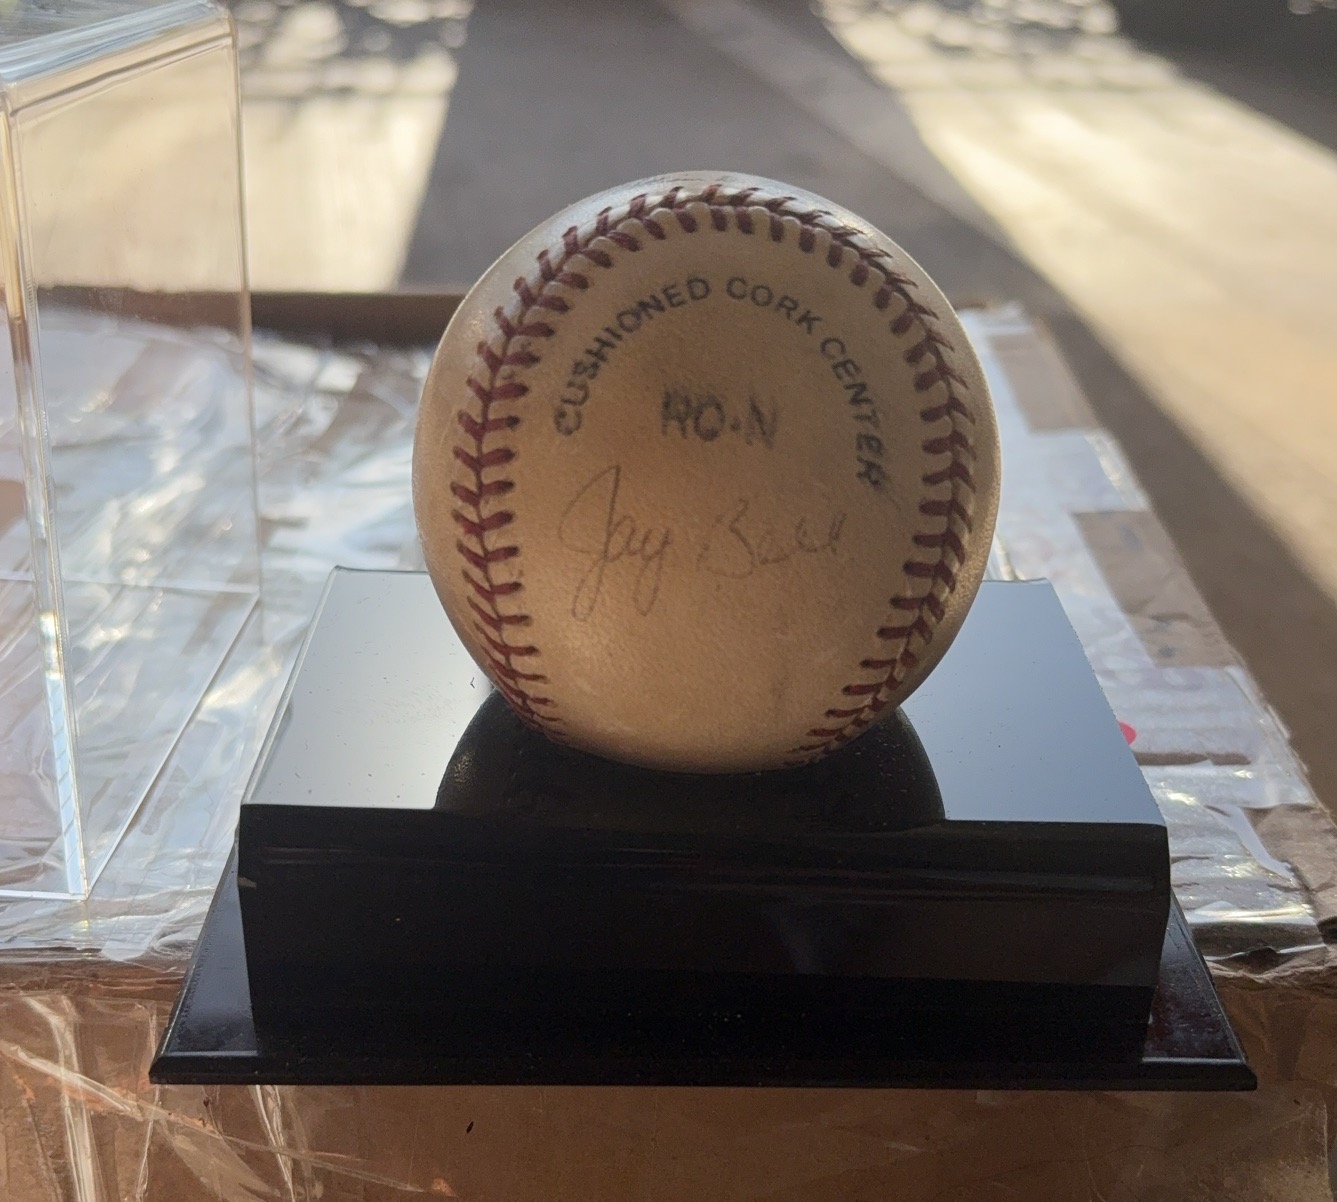 CUSHIONED CORK CENTER
RO-N
Jay Bell